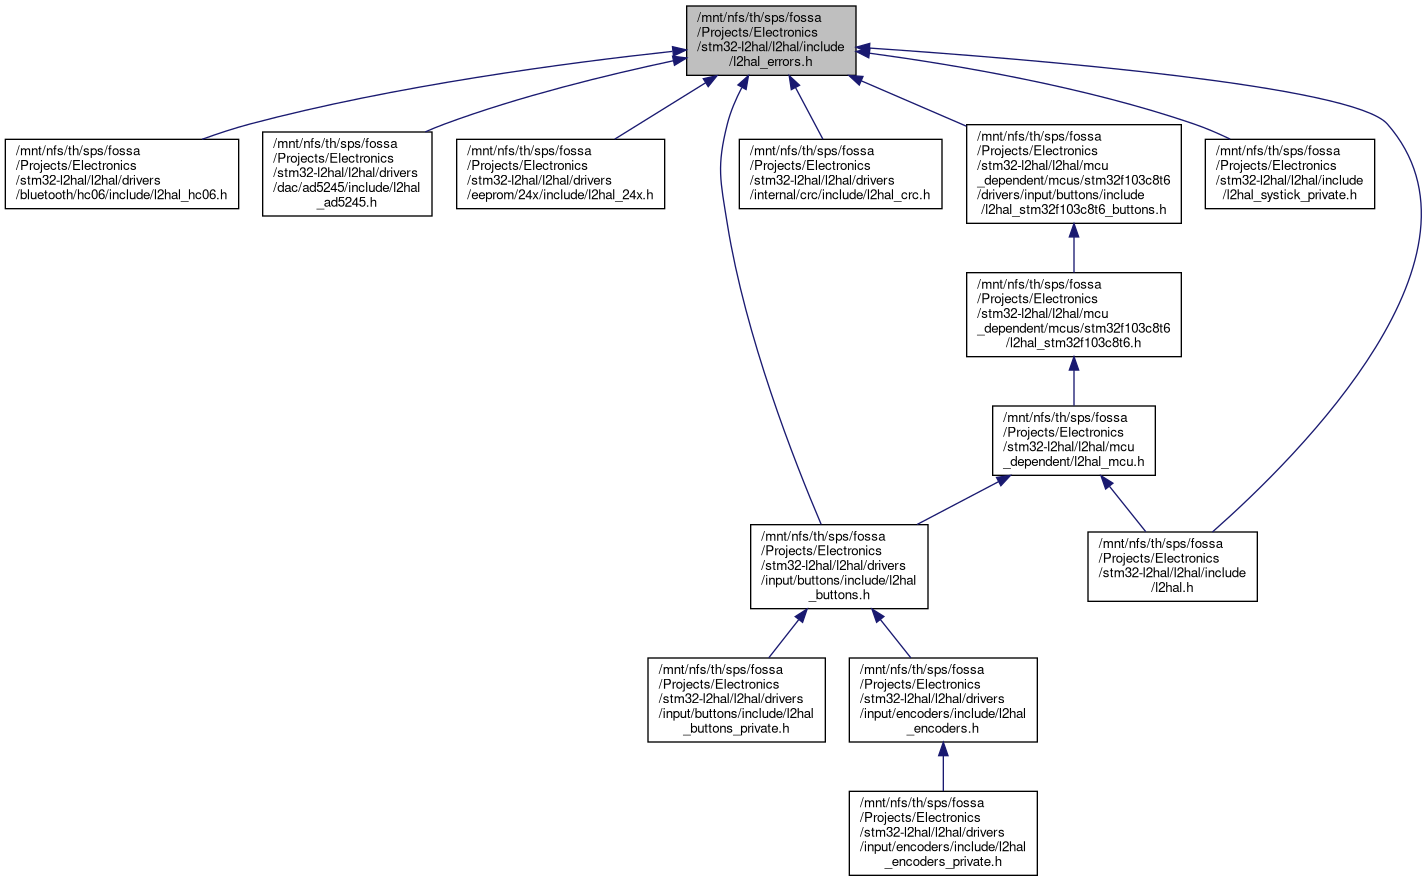 /mnt/nfs/th/sps/fossa
/Projects/Electronics
/stm32-l2hal/l2hal/include
/l2hal_errors.h
/mnt/nfs/th/sps/fossa
/Projects/Electronics
/stm32-l2hal/l2hal/drivers
/bluetooth/hc06/include/l2hal_hc06.h
/mnt/nfs/th/sps/fossa
/Projects/Electronics
/stm32-l2hal/l2hal/drivers
/dac/ad5245/include/l2hal
_ad5245.h
/mnt/nfs/th/sps/fossa
/Projects/Electronics
/stm32-l2hal/l2hal/drivers
/eeprom/24x/include/l2hal_24x.h
/mnt/nfs/th/sps/fossa
/Projects/Electronics
/stm32-l2hal/l2hal/drivers
/internal/crc/include/l2hal_crc.h
/mnt/nfs/th/sps/fossa
/Projects/Electronics
/stm32-l2hal/l2hal/mcu
_dependent/mcus/stm32f103c8t6
/drivers/input/buttons/include
/l2hal_stm32f103c8t6_buttons.h
/mnt/nfs/th/sps/fossa
/Projects/Electronics
/stm32-l2hal/l2hal/include
/l2hal_systick_private.h
/mnt/nfs/th/sps/fossa
/Projects/Electronics
/stm32-l2hal/l2hal/mcu
_dependent/mcus/stm32f103c8t6
/l2hal_stm32f103c8t6.h
/mnt/nfs/th/sps/fossa
/Projects/Electronics
/stm32-l2hal/l2hal/mcu
_dependent/l2hal_mcu.h
/mnt/nfs/th/sps/fossa
/Projects/Electronics
/stm32-l2hal/l2hal/drivers
/input/buttons/include/l2hal
_buttons.h
/mnt/nfs/th/sps/fossa
/Projects/Electronics
/stm32-l2hal/l2hal/include
/l2hal.h
/mnt/nfs/th/sps/fossa
/Projects/Electronics
/stm32-l2hal/l2hal/drivers
/input/buttons/include/l2hal
_buttons_private.h
/mnt/nfs/th/sps/fossa
/Projects/Electronics
/stm32-l2hal/l2hal/drivers
/input/encoders/include/l2hal
_encoders.h
/mnt/nfs/th/sps/fossa
/Projects/Electronics
/stm32-l2hal/l2hal/drivers
/input/encoders/include/l2hal
_encoders_private.h